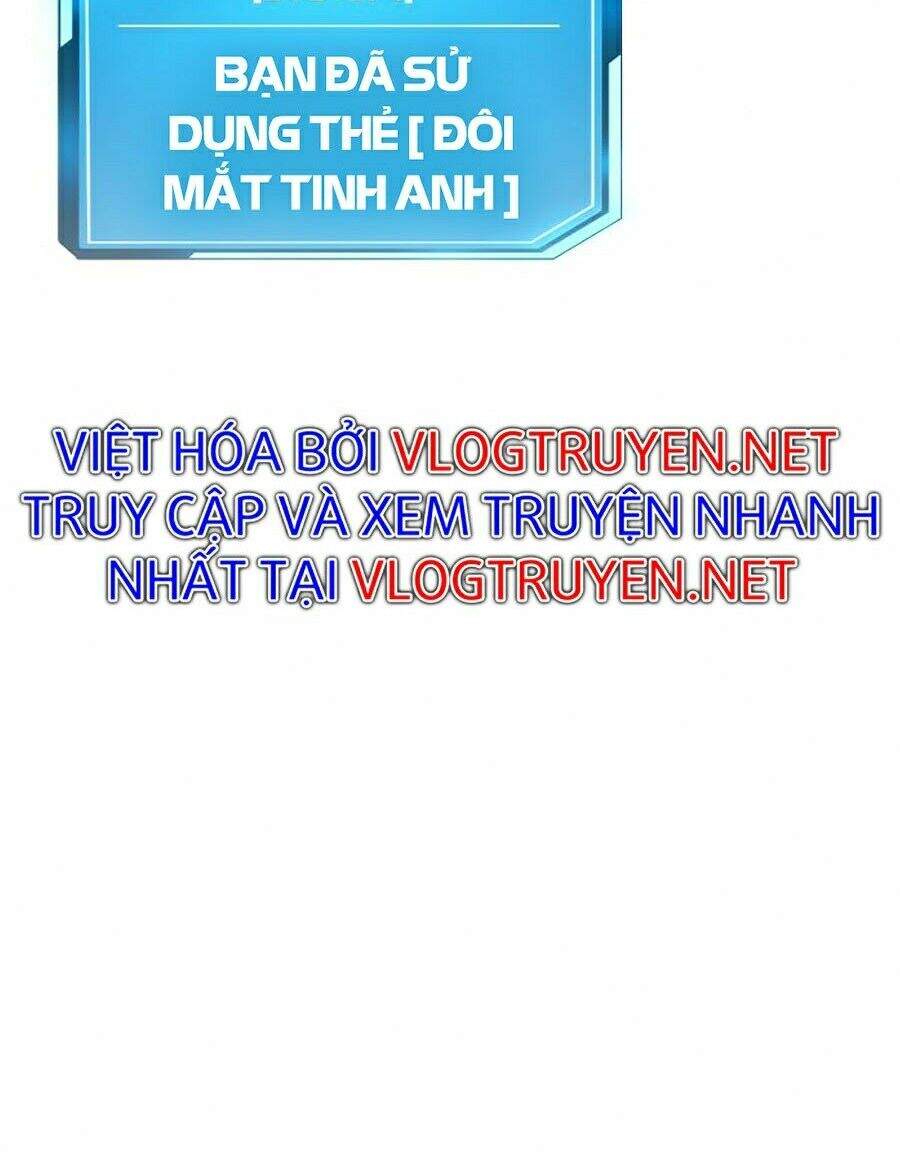 BẠN ĐÃ SỬ
DỤNG THẺ [ ĐÔI
MẮT TINH ANH ]
VIỆT HÓA BỞI VLOGTRUYEN.NET
TRUY CẬP VÀ XEM TRUYỆN NHANH
NHẤT TẠI VLOGTRUYEN.NET